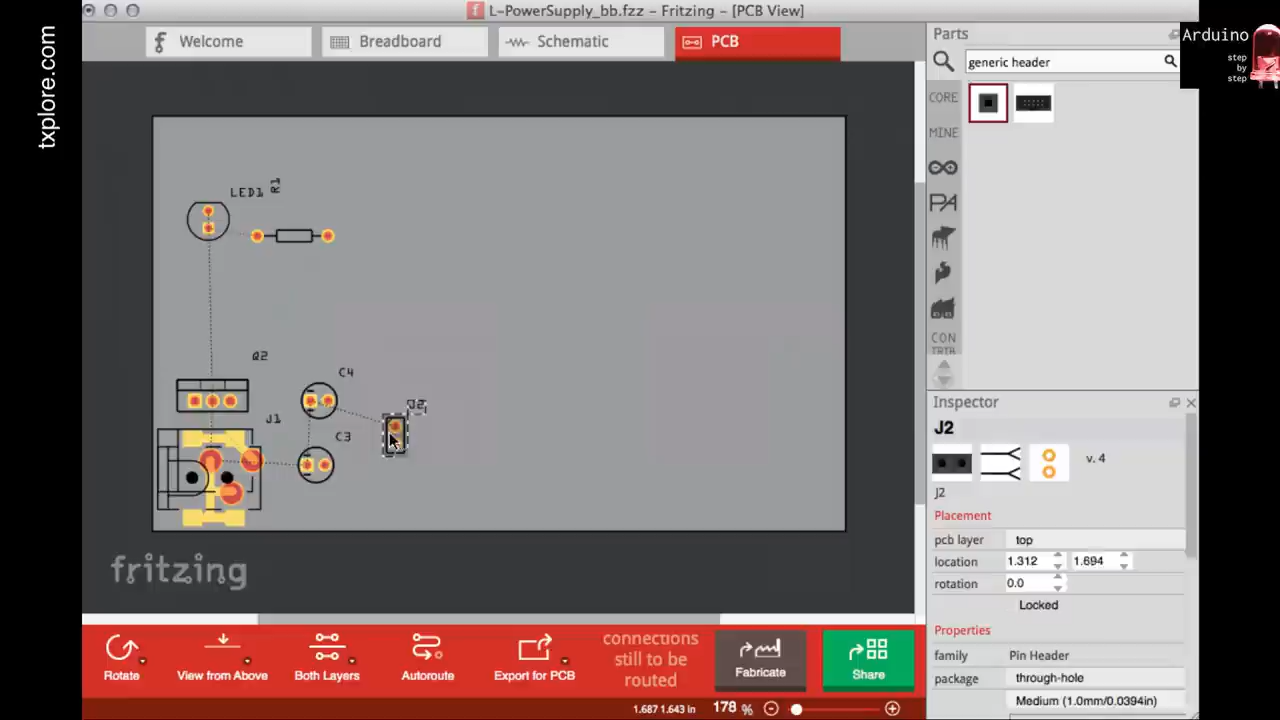 L-PowerSupply_bb.fzz – Fritzing – [PCB View]
txplore.com
Welcome
Breadboard
Schematic
PCB
Parts
Arduino
step
by
step
generic header
CORE
MINE
PA
CON
TRIB
LED1
R1
Q2
C4
J2
J1
C3
fritzing
Inspector
J2
v. 4
J2
Placement
pcb layer top
location 1.312 1.694
rotation 0.0
Locked
Properties
family Pin Header
package through-hole
Medium (1.0mm/0.0394in)
Rotate
View from Above
Both Layers
Autoroute
Export for PCB
connections
still to be
routed
Fabricate
Share
1.687 1.643 in 178 %